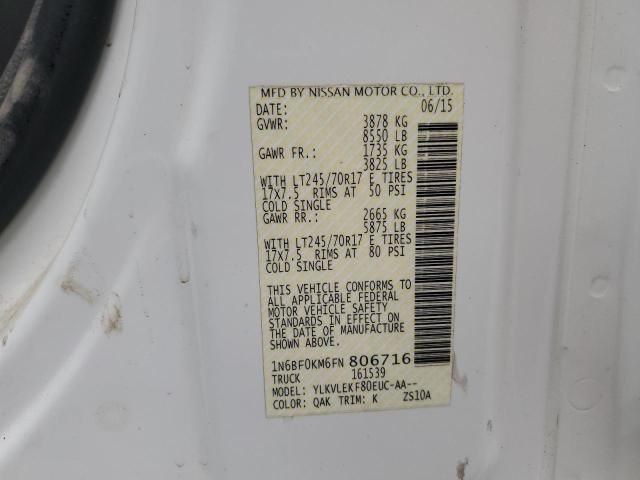 MFD BY NISSAN MOTOR CO., LTD.
DATE: 06/15
GVWR: 3878 KG
8550 LB
GAWR FR.: 1735 KG
3825 LB
WITH LT245/70R17 E TIRES
17X7.5 RIMS AT 50 PSI
COLD SINGLE
GAWR RR.: 2665 KG
5875 LB
WITH LT245/70R17 E TIRES
17X7.5 RIMS AT 80 PSI
COLD SINGLE
THIS VEHICLE CONFORMS TO
ALL APPLICABLE FEDERAL
MOTOR VEHICLE SAFETY
STANDARDS IN EFFECT ON
THE DATE OF MANUFACTURE
SHOWN ABOVE.
1N6BF0KM6FN 806716
TRUCK 161539
MODEL: YLKVLEKF80EUC-AA--
COLOR: QAK TRIM: K ZS10A